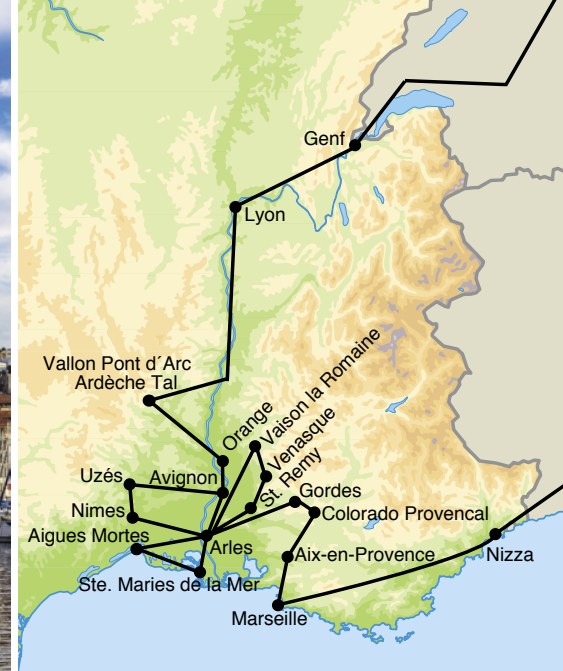 Genf
Lyon
Vallon Pont d´Arc
Ardèche Tal
Orange
Vaison la Romaine
Venasque
St. Remy
Uzés
Avignon
Gordes
Nimes
Colorado Provencal
Aigues Mortes
Arles
Aix-en-Provence
Nizza
Ste. Maries de la Mer
Marseille